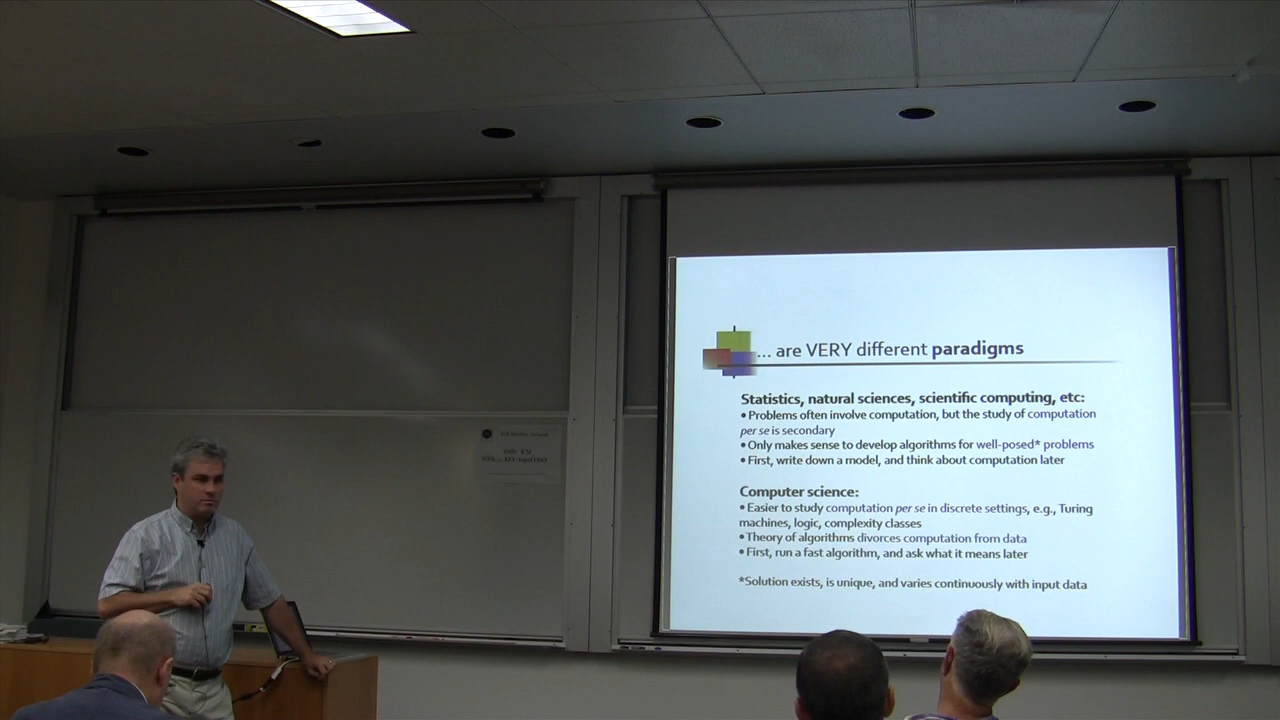 ... are VERY different paradigms
Statistics, natural sciences, scientific computing, etc:
• Problems often involve computation, but the study of computation
per se is secondary
• Only makes sense to develop algorithms for well-posed* problems
• First, write down a model, and think about computation later
Computer science:
• Easier to study computation per se in discrete settings, e.g., Turing
machines, logic, complexity classes
• Theory of algorithms divorces computation from data
• First, run a fast algorithm, and ask what it means later
*Solution exists, is unique, and varies continuously with input data